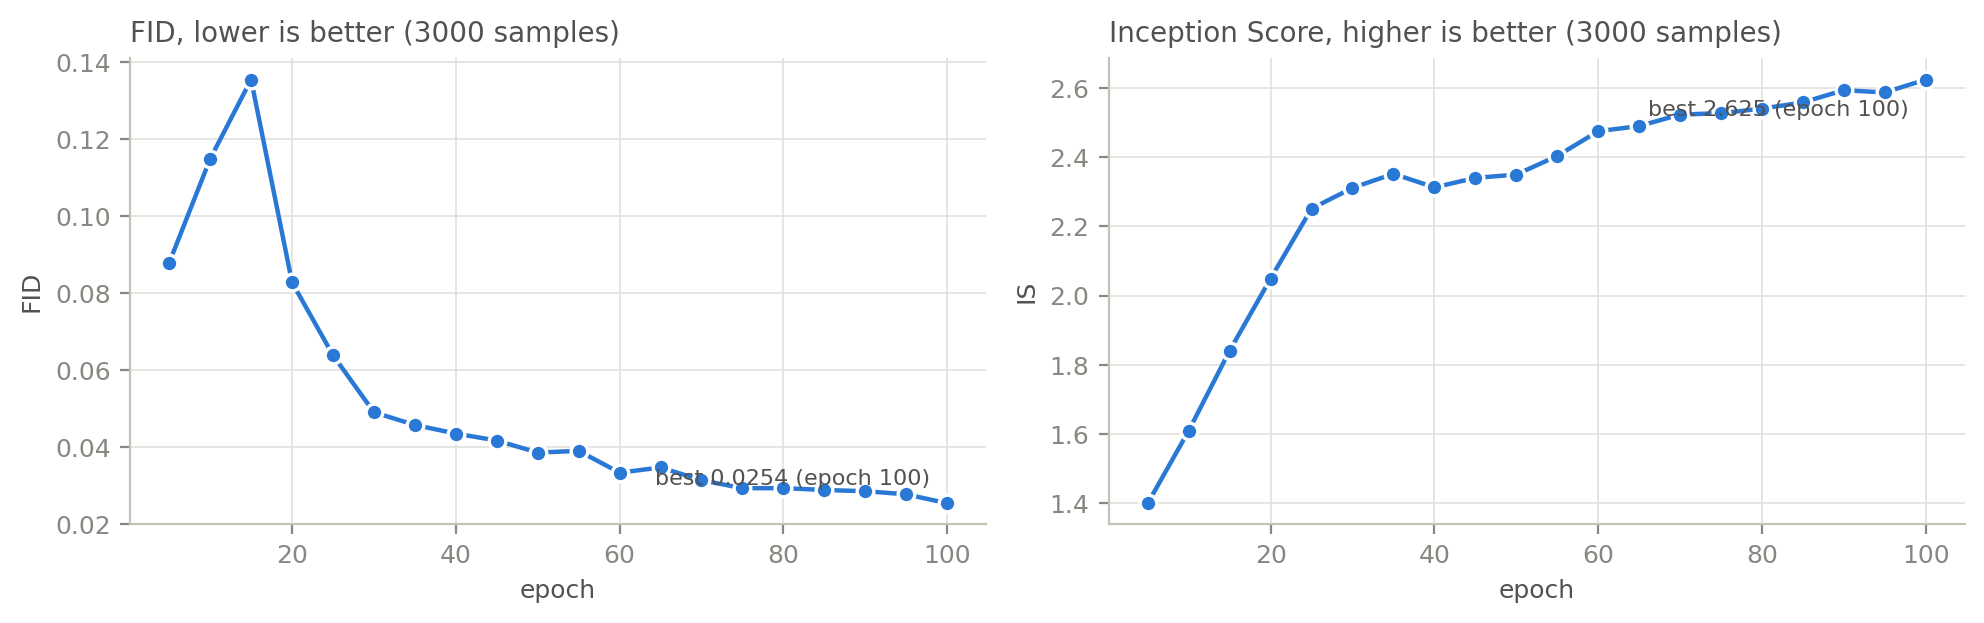 FID, lower is better (3000 samples)
0.14
0.12
0.10
0.08
0.06
0.04
0.02
FID
best 0.0254 (epoch 100)
20 40 60 80 100
epoch
Inception Score, higher is better (3000 samples)
2.6
2.4
2.2
2.0
1.8
1.6
1.4
IS
best 2.625 (epoch 100)
20 40 60 80 100
epoch